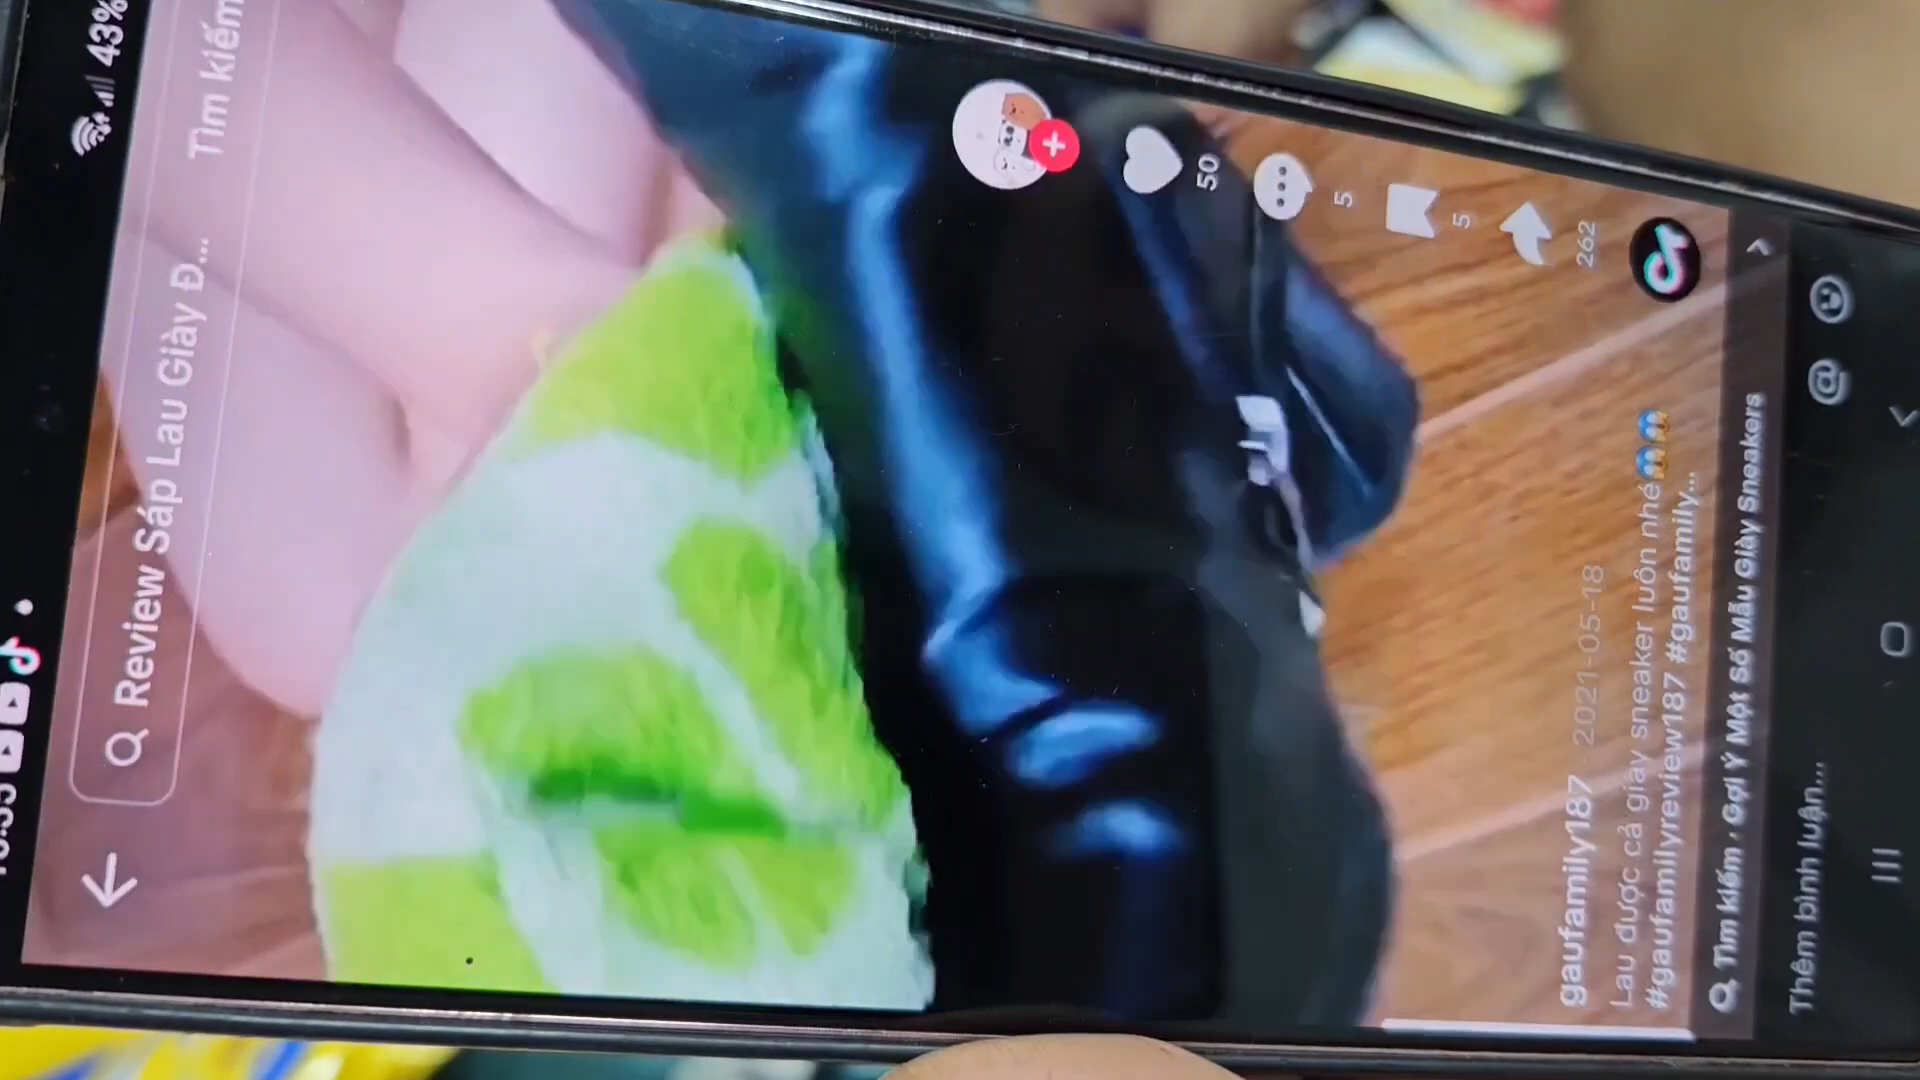 43%
Review Sáp Lau Giày Đ...
Tìm kiếm
50
5
5
262
gaufamily187 · 2021-05-18
Lau được cả giày sneaker luôn nhé😱😱
#gaufamilyreview187 #gaufamily...
Tìm kiếm · Gợi Ý Một Số Mẫu Giày Sneakers
Thêm bình luận...
@